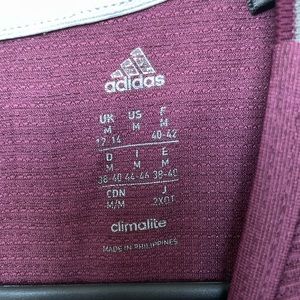 adidas
UK US F
M M M
12-14 40-42
D I E
M M M
38-40 44-46 38-40
CDN J
M/M 2XOT
climalite
MADE IN PHILIPPINES